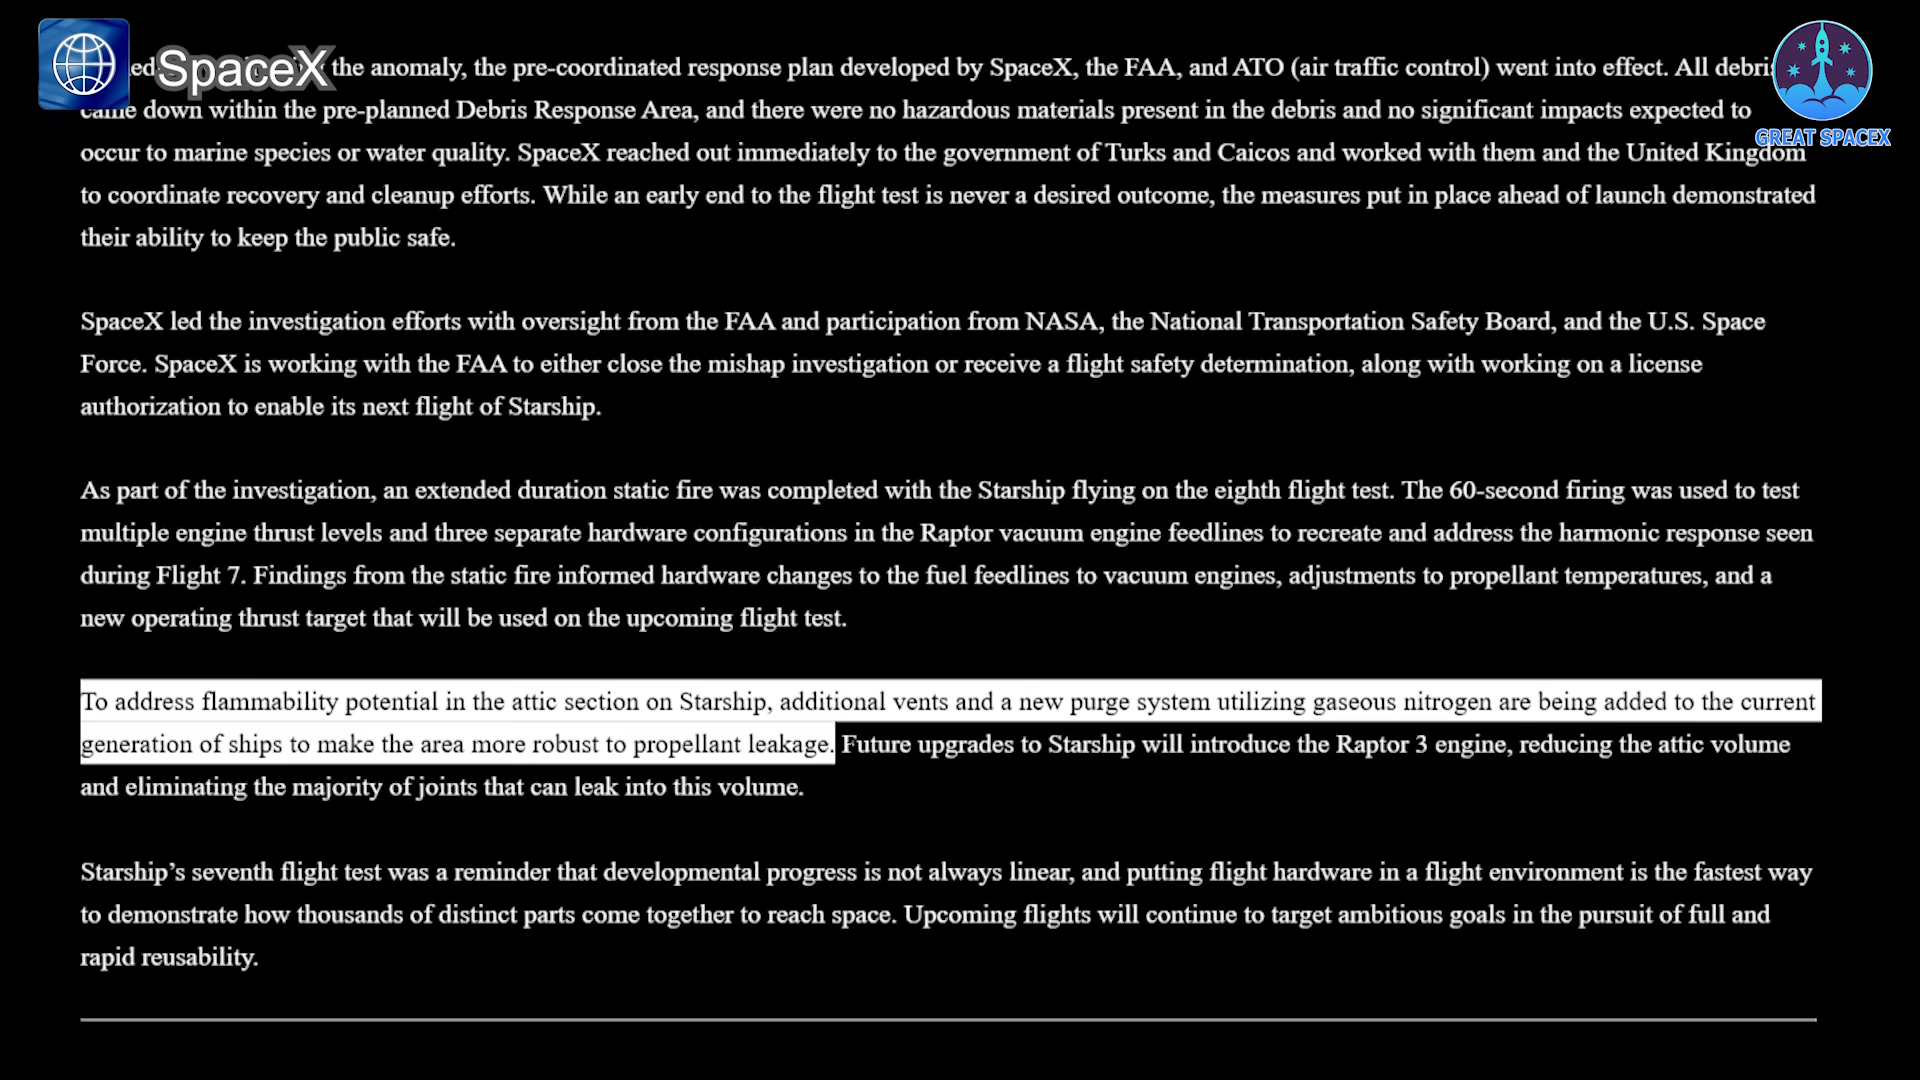 SpaceX
the anomaly, the pre-coordinated response plan developed by SpaceX, the FAA, and ATO (air traffic control) went into effect. All debris
came down within the pre-planned Debris Response Area, and there were no hazardous materials present in the debris and no significant impacts expected to
GREAT SPACEX
occur to marine species or water quality. SpaceX reached out immediately to the government of Turks and Caicos and worked with them and the United Kingdom
to coordinate recovery and cleanup efforts. While an early end to the flight test is never a desired outcome, the measures put in place ahead of launch demonstrated
their ability to keep the public safe.
SpaceX led the investigation efforts with oversight from the FAA and participation from NASA, the National Transportation Safety Board, and the U.S. Space
Force. SpaceX is working with the FAA to either close the mishap investigation or receive a flight safety determination, along with working on a license
authorization to enable its next flight of Starship.
As part of the investigation, an extended duration static fire was completed with the Starship flying on the eighth flight test. The 60-second firing was used to test
multiple engine thrust levels and three separate hardware configurations in the Raptor vacuum engine feedlines to recreate and address the harmonic response seen
during Flight 7. Findings from the static fire informed hardware changes to the fuel feedlines to vacuum engines, adjustments to propellant temperatures, and a
new operating thrust target that will be used on the upcoming flight test.
To address flammability potential in the attic section on Starship, additional vents and a new purge system utilizing gaseous nitrogen are being added to the current
generation of ships to make the area more robust to propellant leakage. Future upgrades to Starship will introduce the Raptor 3 engine, reducing the attic volume
and eliminating the majority of joints that can leak into this volume.
Starship’s seventh flight test was a reminder that developmental progress is not always linear, and putting flight hardware in a flight environment is the fastest way
to demonstrate how thousands of distinct parts come together to reach space. Upcoming flights will continue to target ambitious goals in the pursuit of full and
rapid reusability.